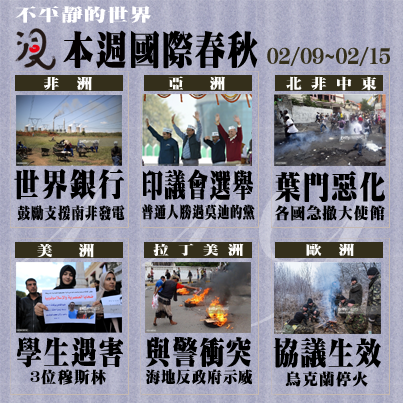 不平靜的世界
浸 本週國際春秋 02/09~02/15
非洲
世界銀行
鼓勵支援南非發電
亞洲
印議會選舉
普通人勝過莫迪的黨
北非中東
葉門惡化
各國急撤大使館
美洲
學生遇害
3位穆斯林
拉丁美洲
與警衝突
海地反政府示威
歐洲
協議生效
烏克蘭停火